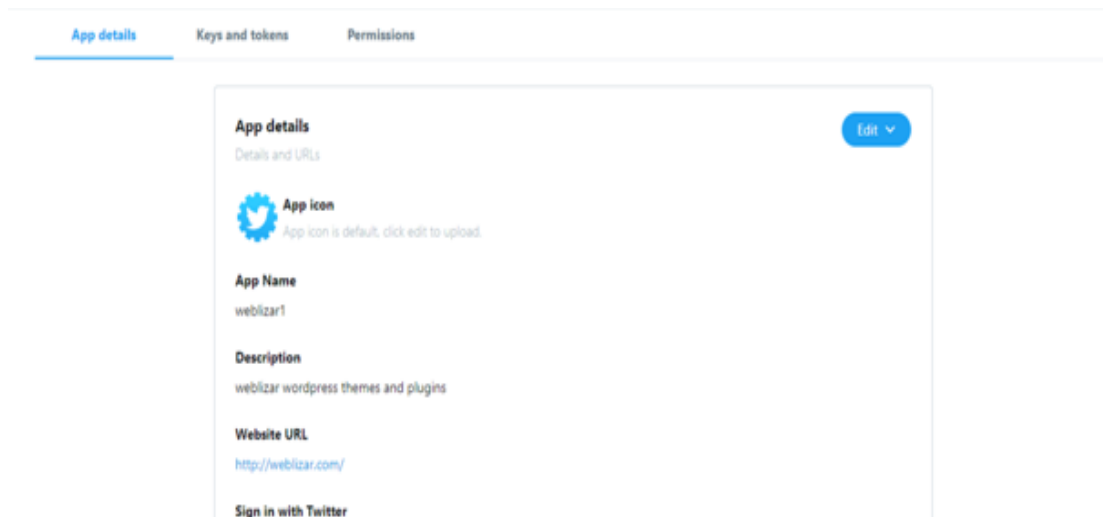 App details Keys and tokens Permissions
App details
Edit
Details and URLs
App icon
App icon is default, click edit to upload.
App Name
weblizar1
Description
weblizar wordpress themes and plugins
Website URL
http://weblizar.com/
Sign in with Twitter